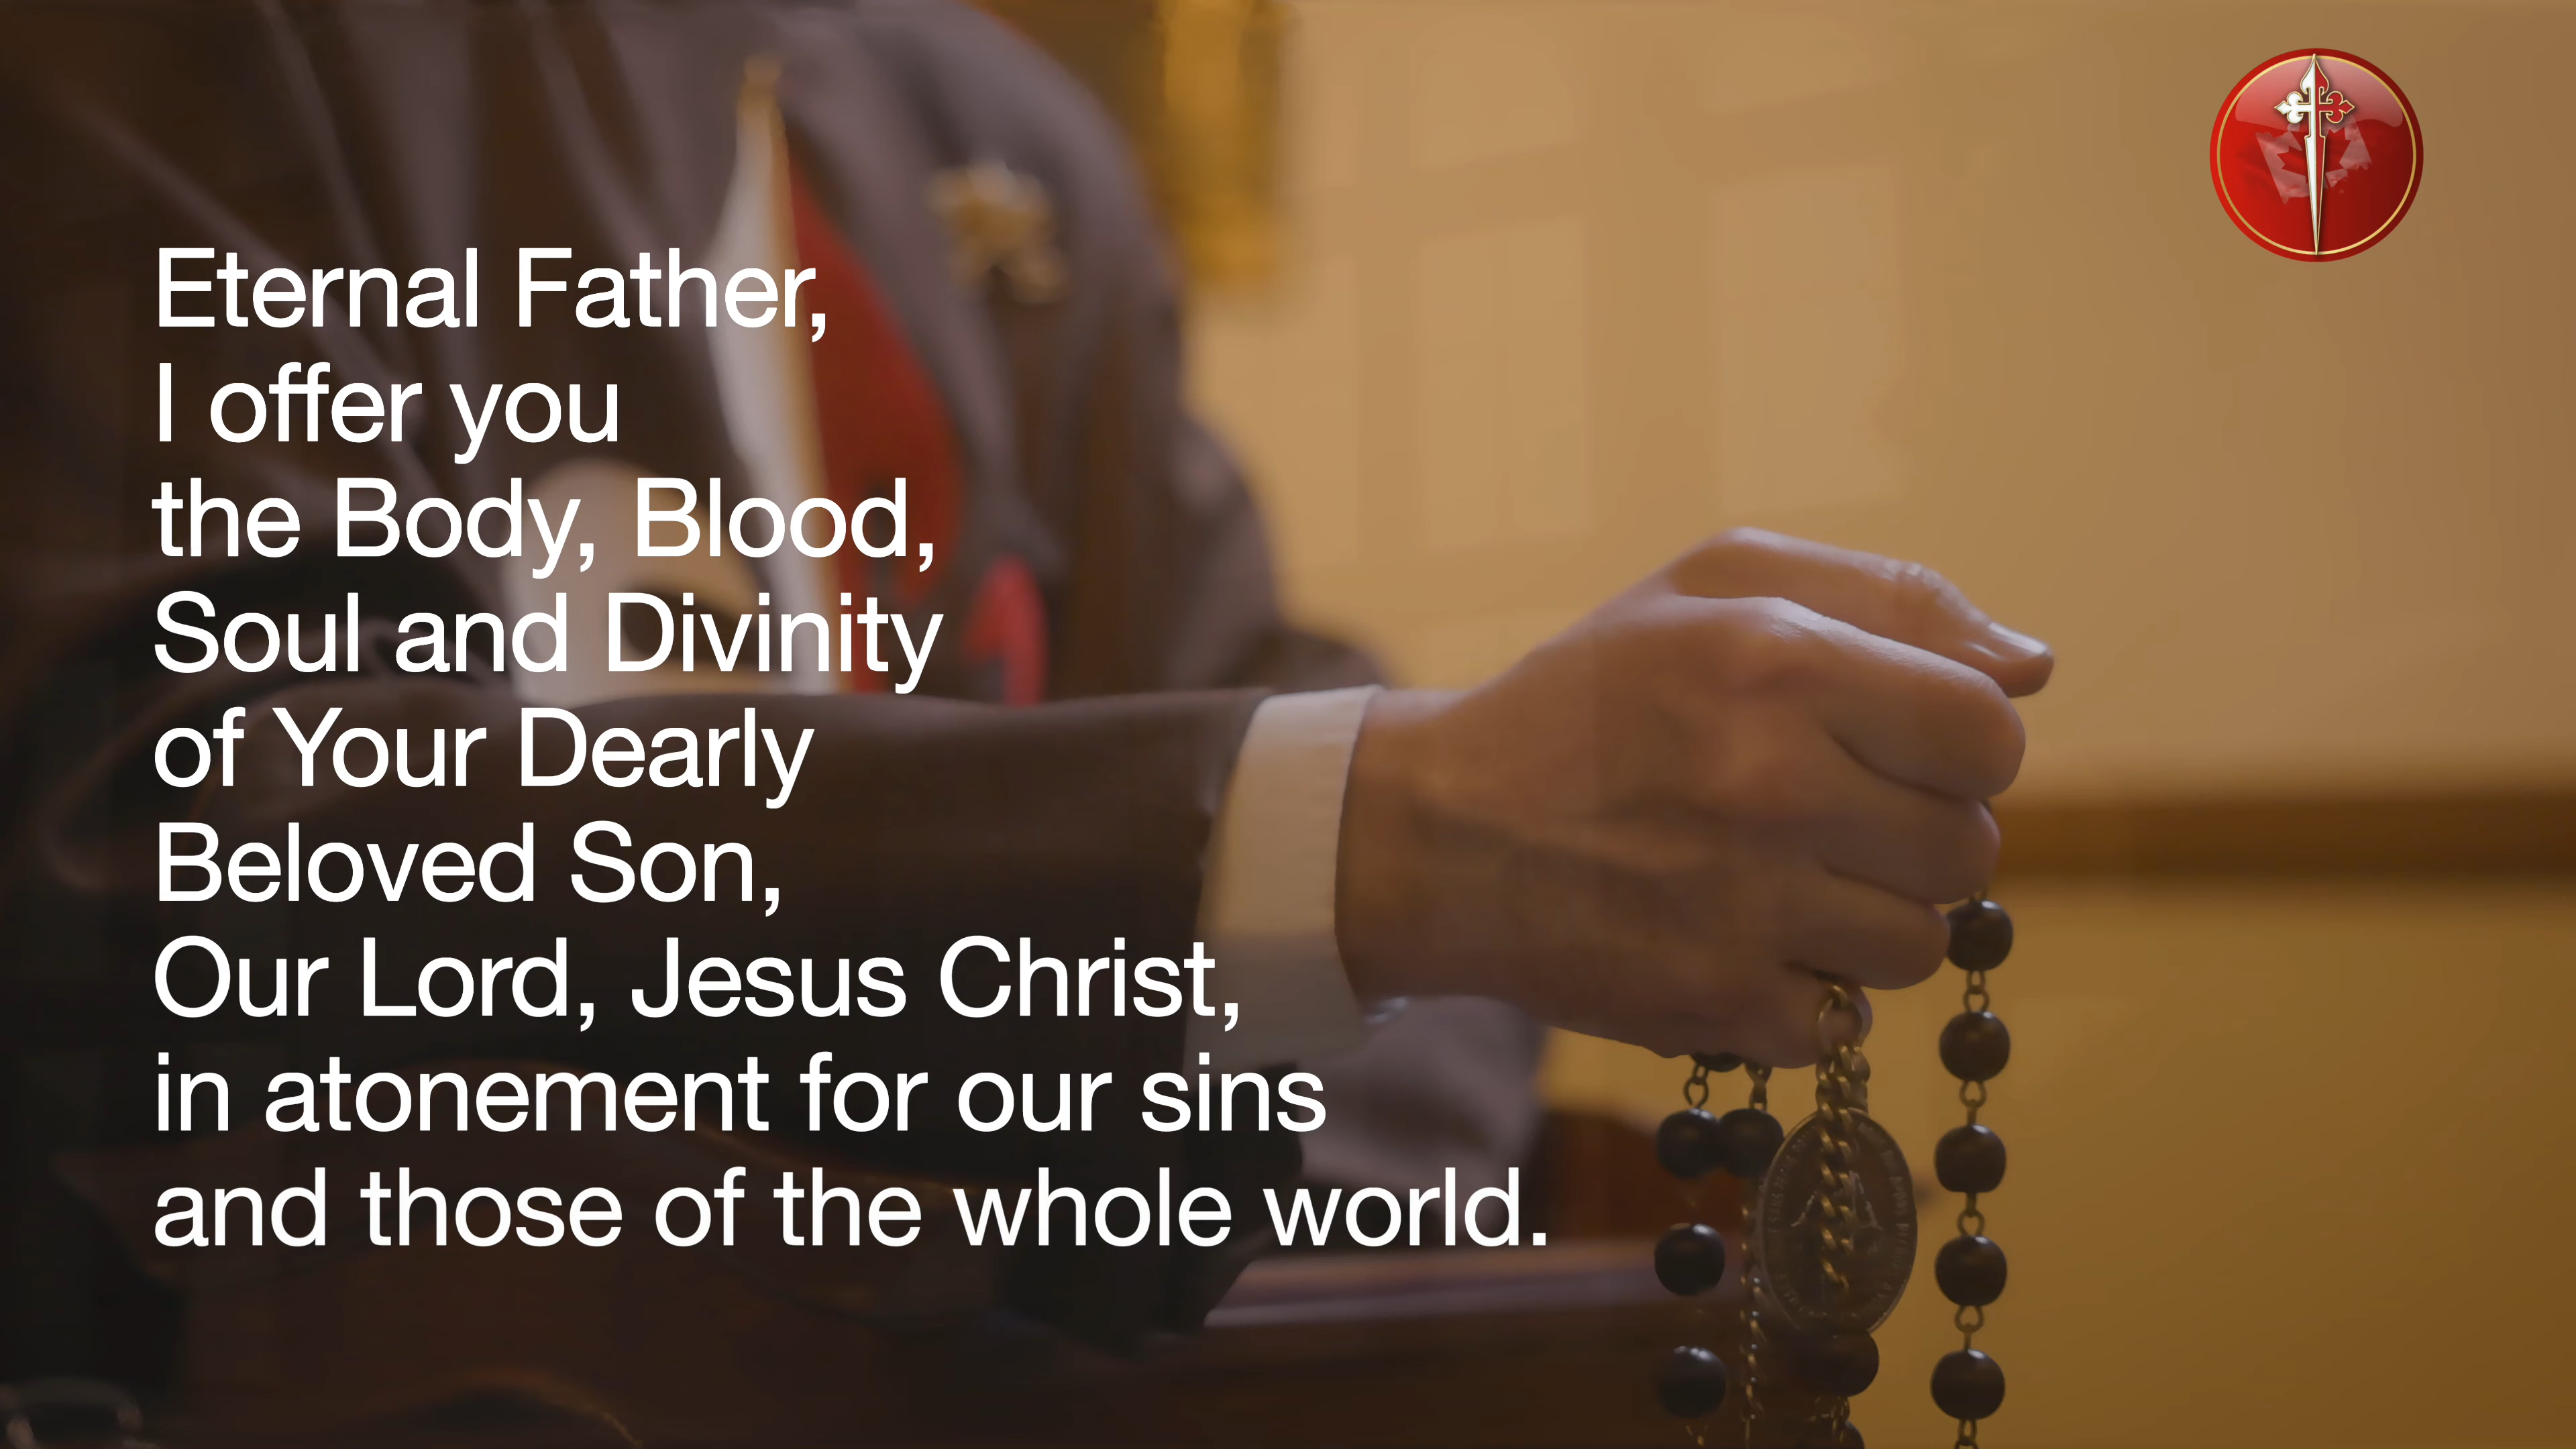 Eternal Father,
I offer you
the Body, Blood,
Soul and Divinity
of Your Dearly
Beloved Son,
Our Lord, Jesus Christ,
in atonement for our sins
and those of the whole world.